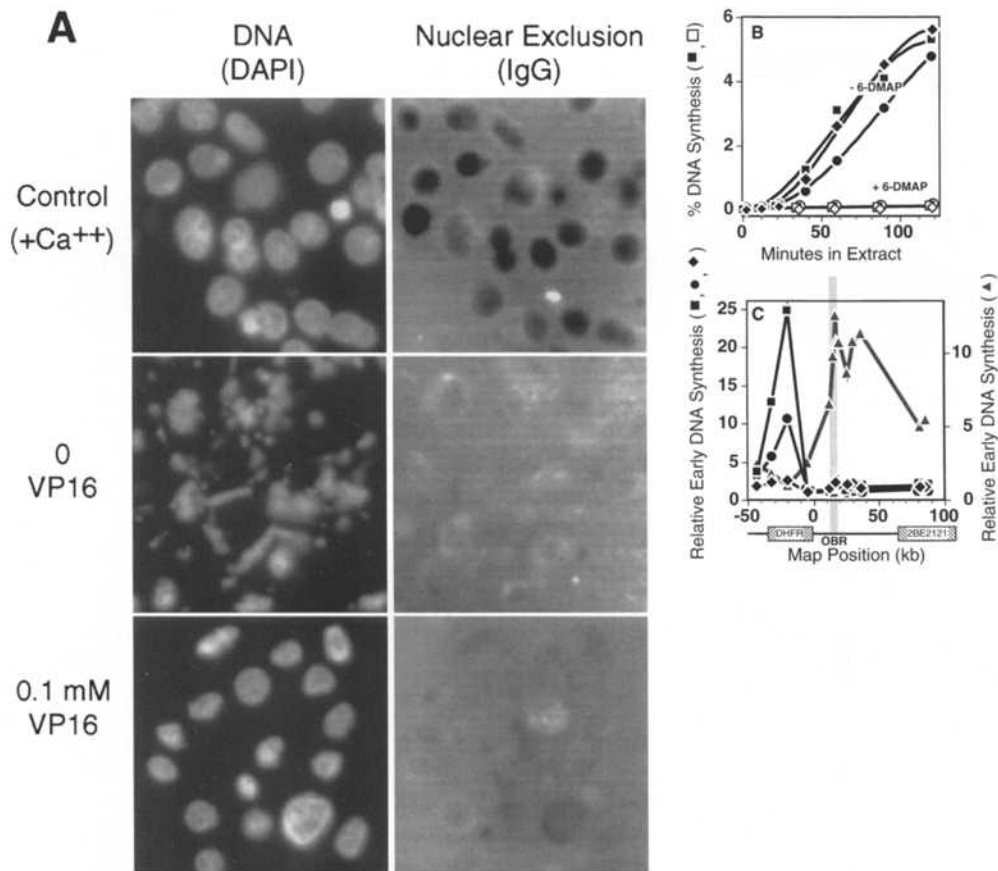 A
DNA
(DAPI)
Nuclear Exclusion
(IgG)
Control
(+Ca++)
0
VP16
0.1 mM
VP16
B
% DNA Synthesis (■,□)
6
4
2
0
- 6-DMAP
+ 6-DMAP
0
50
100
Minutes in Extract
C
Relative Early DNA Synthesis (■,●,◆)
25
20
15
10
5
0
Relative Early DNA Synthesis (▲)
10
5
0
-50
0
50
100
DHFR
OBR
2BE2121
Map Position (kb)